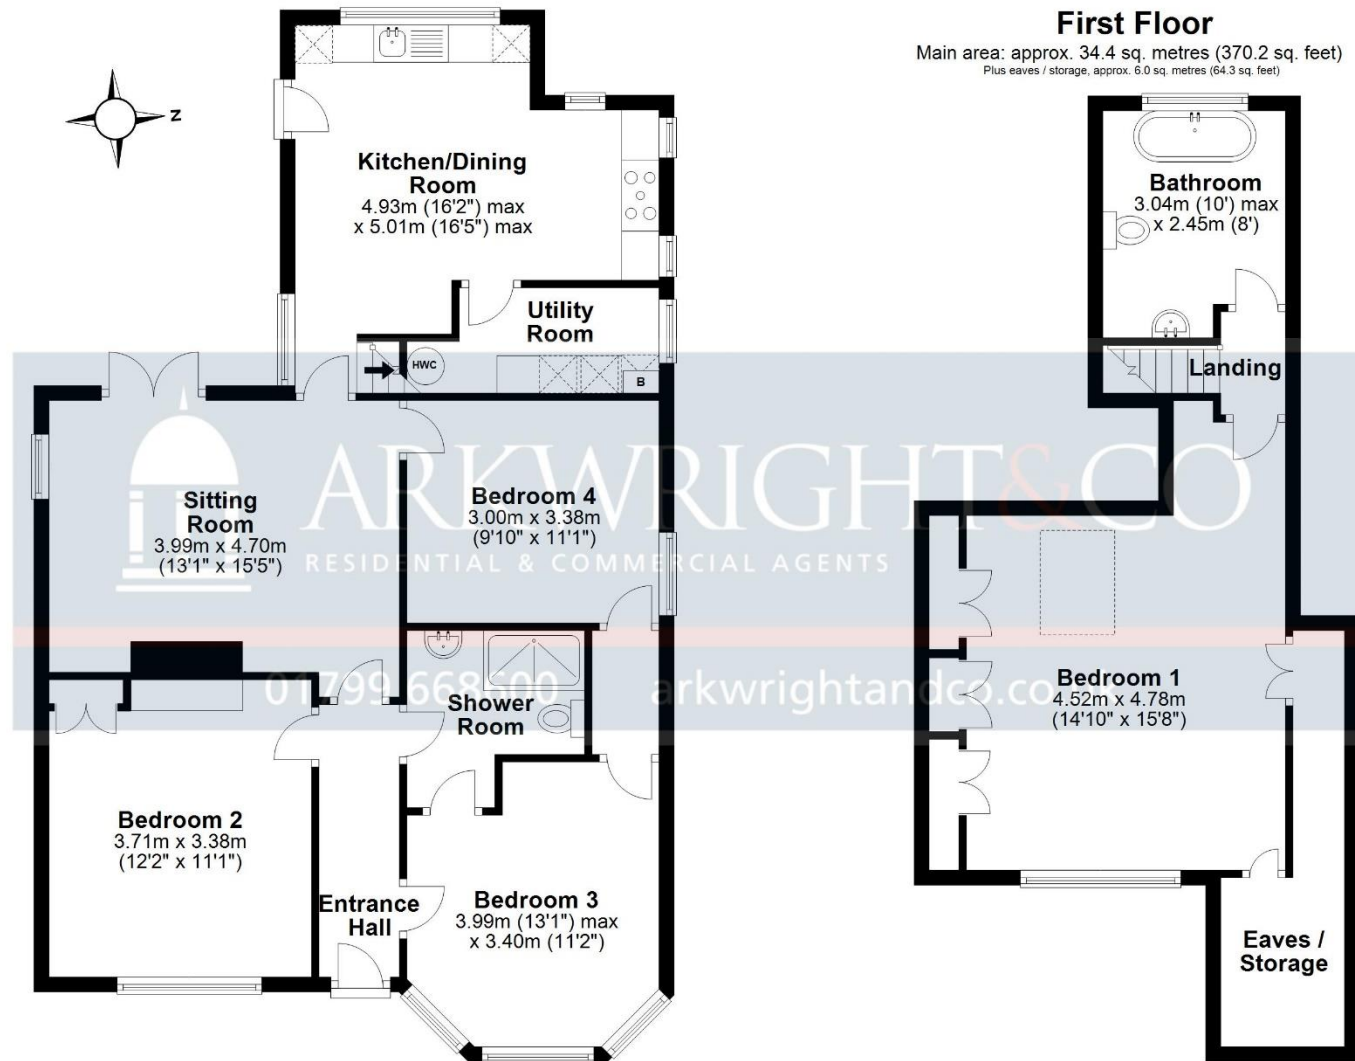 First Floor
Main area: approx. 34.4 sq. metres (370.2 sq. feet)
Plus eaves / storage, approx. 6.0 sq. metres (64.3 sq. feet)
N
Kitchen/Dining
Room
4.93m (16'2") max
x 5.01m (16'5") max
Utility
Room
HWC
B
Sitting
Room
3.99m x 4.70m
(13'1" x 15'5")
Bedroom 4
3.00m x 3.38m
(9'10" x 11'1")
Shower
Room
Bedroom 2
3.71m x 3.38m
(12'2" x 11'1")
Entrance
Hall
Bedroom 3
3.99m (13'1") max
x 3.40m (11'2")
Bathroom
3.04m (10') max
x 2.45m (8')
Landing
Bedroom 1
4.52m x 4.78m
(14'10" x 15'8")
Eaves /
Storage
ARKWRIGHT&CO
RESIDENTIAL & COMMERCIAL AGENTS
01799 668600